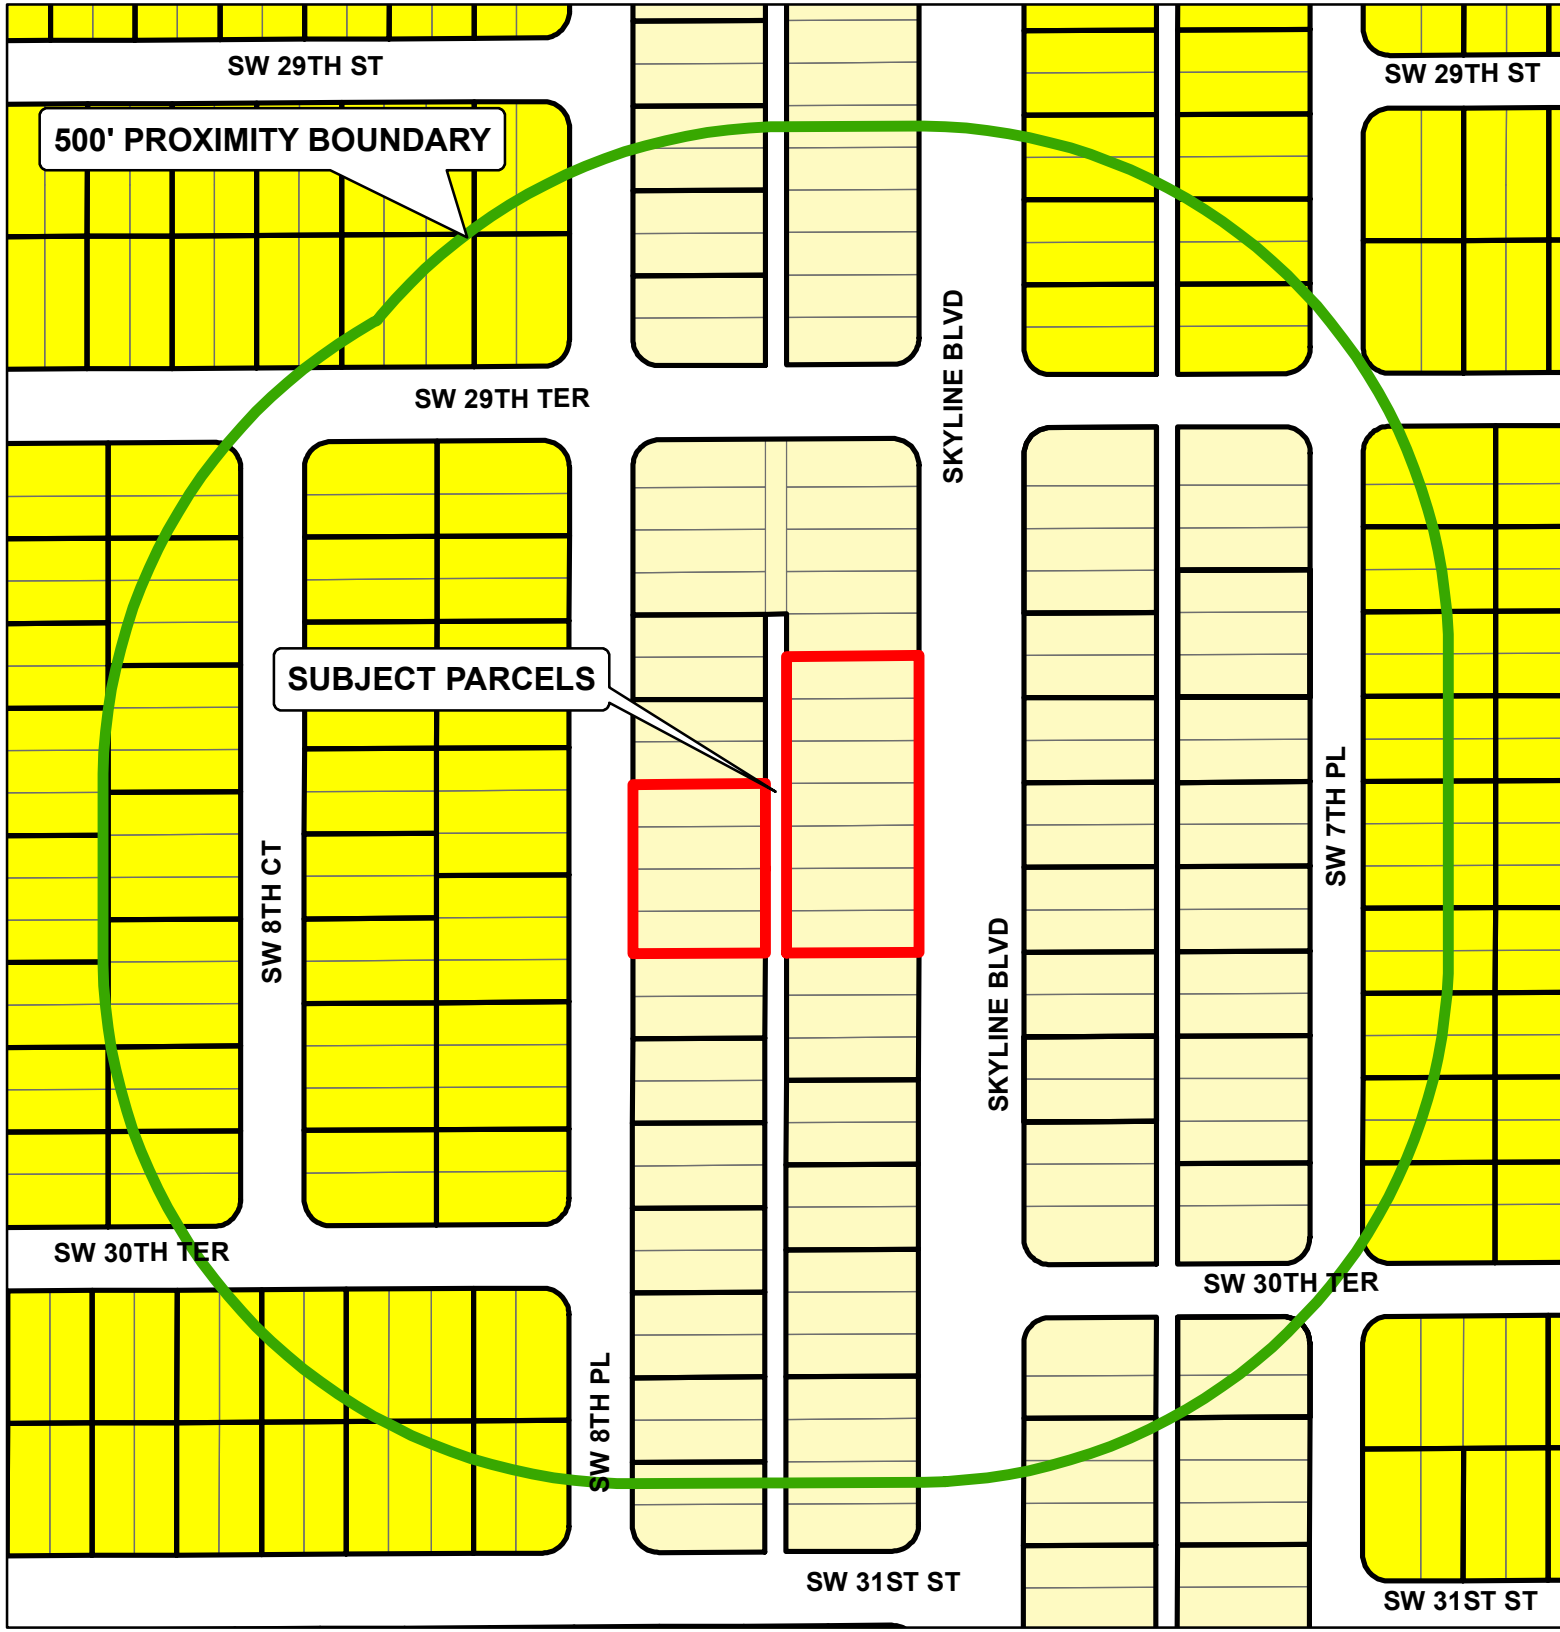 SW 29TH ST
SW 29TH ST
500' PROXIMITY BOUNDARY
SKYLINE BLVD
SW 29TH TER
SUBJECT PARCELS
SW 7TH PL
SW 8TH CT
SKYLINE BLVD
SW 30TH TER
SW 30TH TER
SW 8TH PL
SW 31ST ST
SW 31ST ST